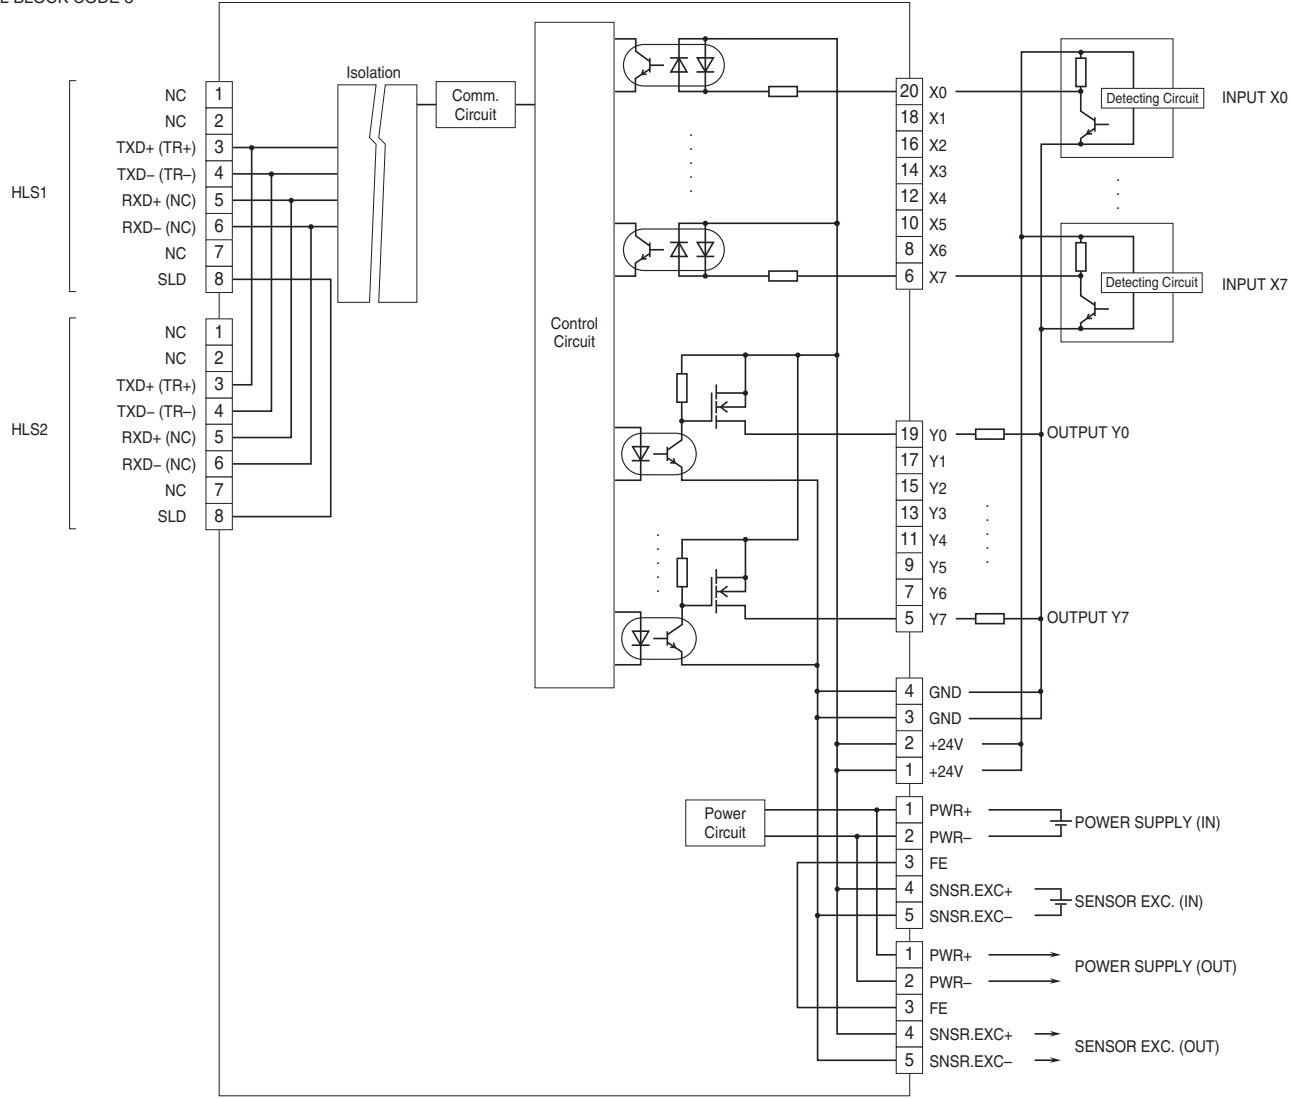 Isolation
Comm.
Circuit
Control
Circuit
HLS1
NC 1
NC 2
TXD+ (TR+) 3
TXD– (TR–) 4
RXD+ (NC) 5
RXD– (NC) 6
NC 7
SLD 8
HLS2
NC 1
NC 2
TXD+ (TR+) 3
TXD– (TR–) 4
RXD+ (NC) 5
RXD– (NC) 6
NC 7
SLD 8
20 X0
18 X1
16 X2
14 X3
12 X4
10 X5
8 X6
6 X7
Detecting Circuit
INPUT X0
Detecting Circuit
INPUT X7
19 Y0 OUTPUT Y0
17 Y1
15 Y2
13 Y3
11 Y4
9 Y5
7 Y6
5 Y7 OUTPUT Y7
4 GND
3 GND
2 +24V
1 +24V
Power
Circuit
1 PWR+
2 PWR–
POWER SUPPLY (IN)
3 FE
4 SNSR.EXC+
5 SNSR.EXC–
SENSOR EXC. (IN)
1 PWR+
2 PWR–
POWER SUPPLY (OUT)
3 FE
4 SNSR.EXC+
5 SNSR.EXC–
SENSOR EXC. (OUT)